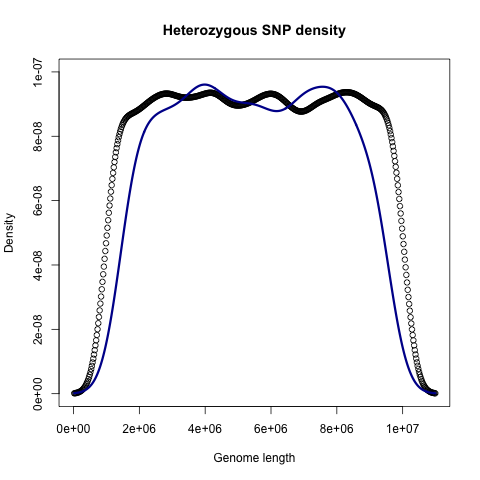 Heterozygous SNP density
Density
1e-07
8e-08
6e-08
4e-08
2e-08
0e+00
0e+00 2e+06 4e+06 6e+06 8e+06 1e+07
Genome length